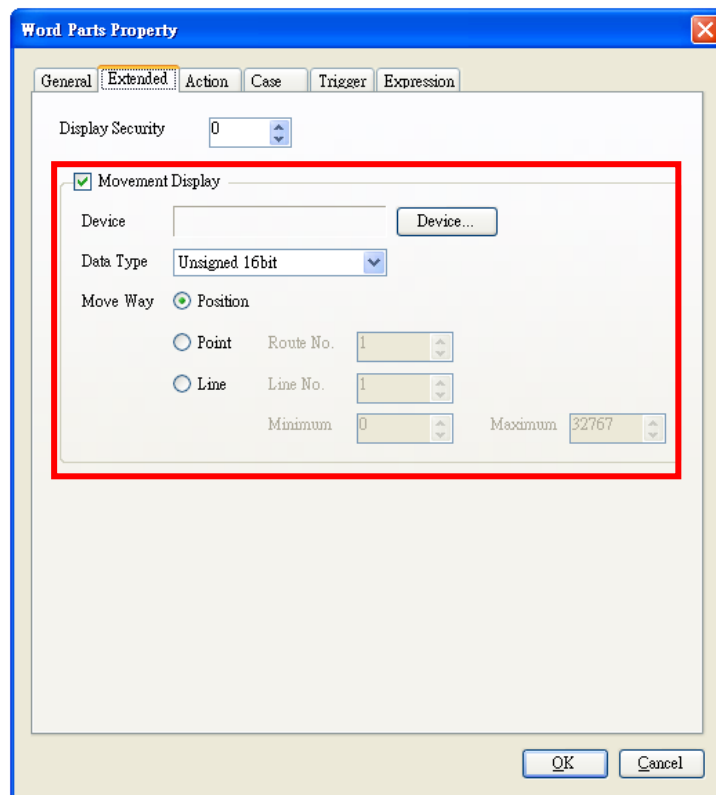 Word Parts Property
General Extended Action Case Trigger Expression
Display Security 0
Movement Display
Device Device...
Data Type Unsigned 16bit
Move Way Position
Point Route No. 1
Line Line No. 1
Minimum 0 Maximum 32767
OK Cancel